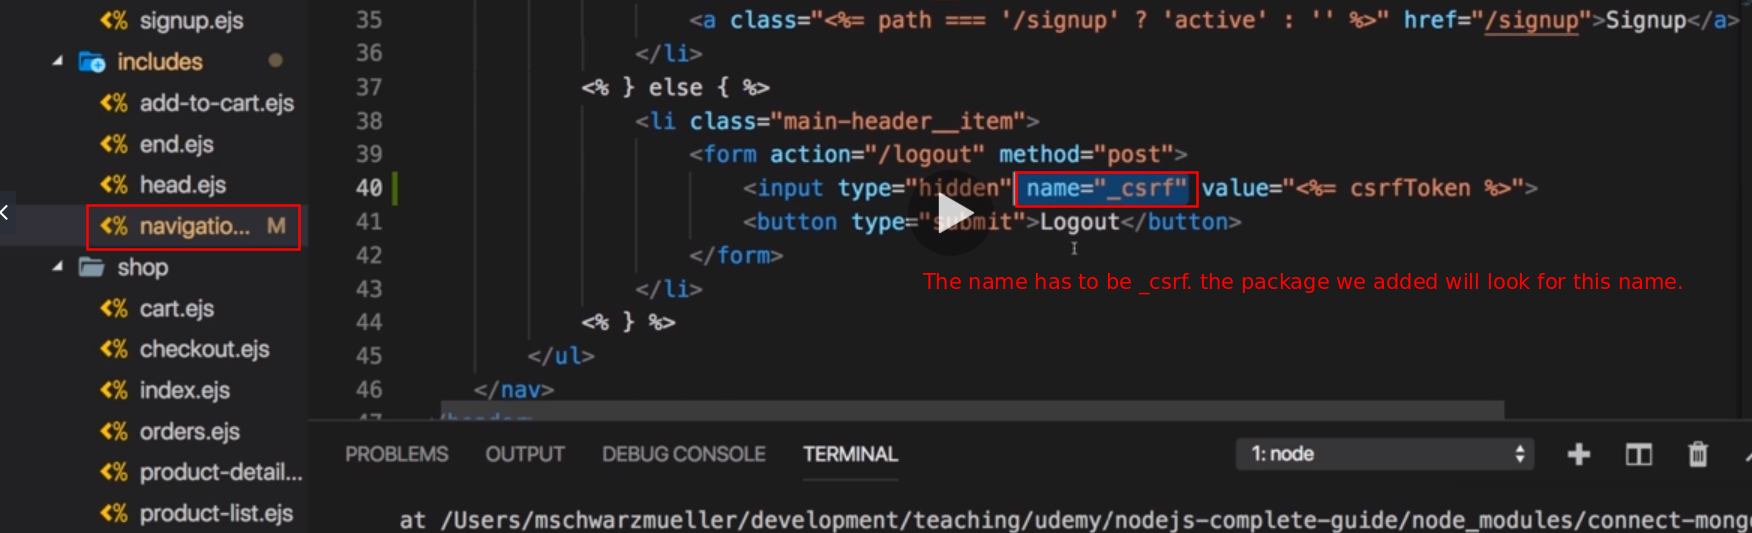 signup.ejs
includes
add-to-cart.ejs
end.ejs
head.ejs
navigatio... M
shop
cart.ejs
checkout.ejs
index.ejs
orders.ejs
product-detail...
product-list.ejs
35 <a class="<%= path === '/signup' ? 'active' : '' %>" href="/signup">Signup</a>
36 </li>
37 <% } else { %>
38 <li class="main-header__item">
39 <form action="/logout" method="post">
40 <input type="hidden" name="_csrf" value="<%= csrfToken %>">
41 <button type="submit">Logout</button>
42 </form>
43 </li>
44 <% } %>
45 </ul>
46 </nav>
The name has to be _csrf. the package we added will look for this name.
PROBLEMS OUTPUT DEBUG CONSOLE TERMINAL 1: node
at /Users/mschwarzmueller/development/teaching/udemy/nodejs-complete-guide/node_modules/connect-mong